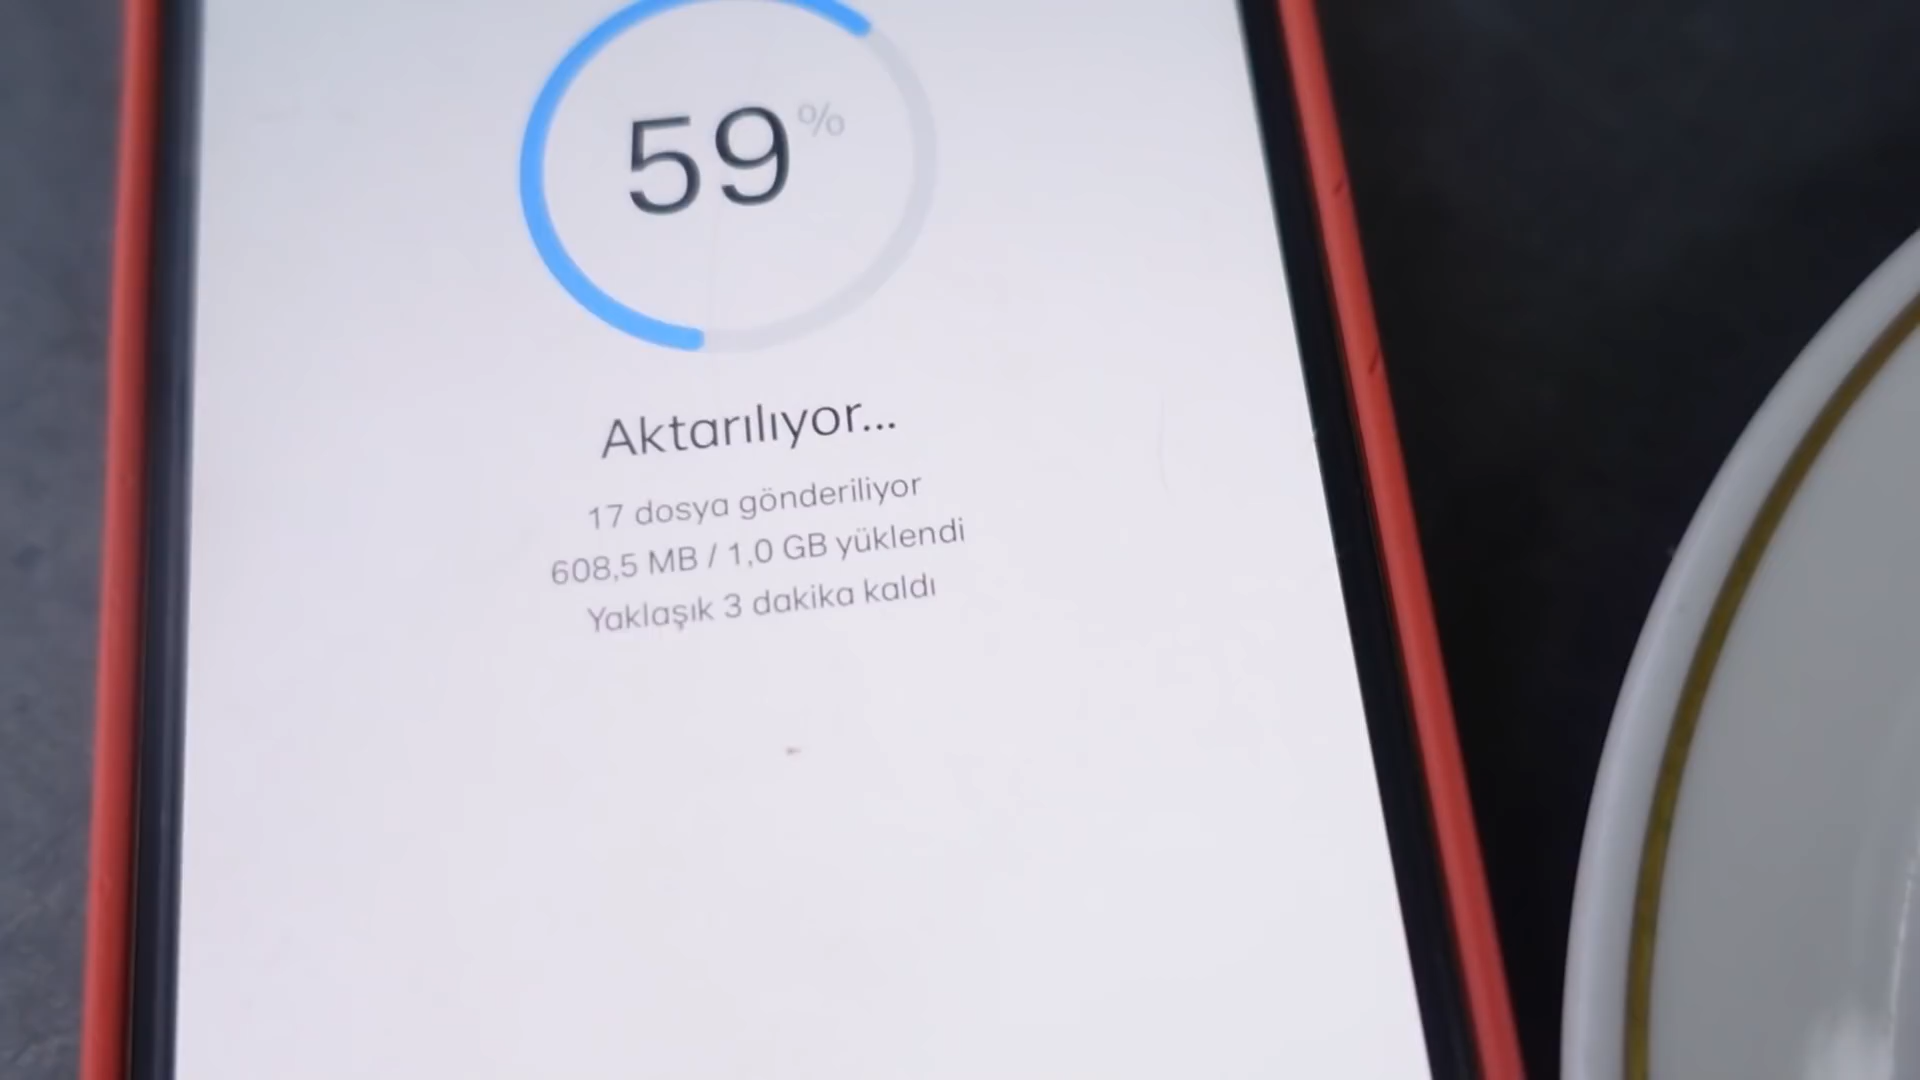 59%
Aktarılıyor...
17 dosya gönderiliyor
608,5 MB / 1,0 GB yüklendi
Yaklaşık 3 dakika kaldı